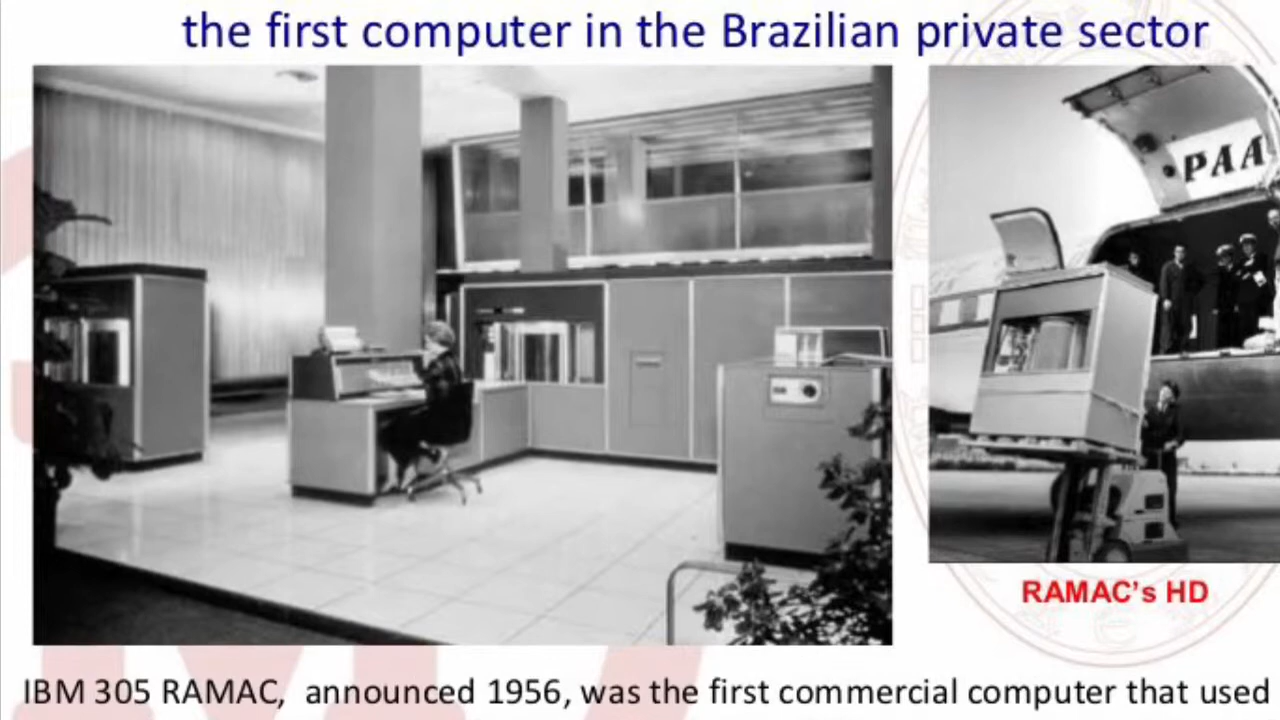 the first computer in the Brazilian private sector
PAA
RAMAC's HD
IBM 305 RAMAC, announced 1956, was the first commercial computer that used